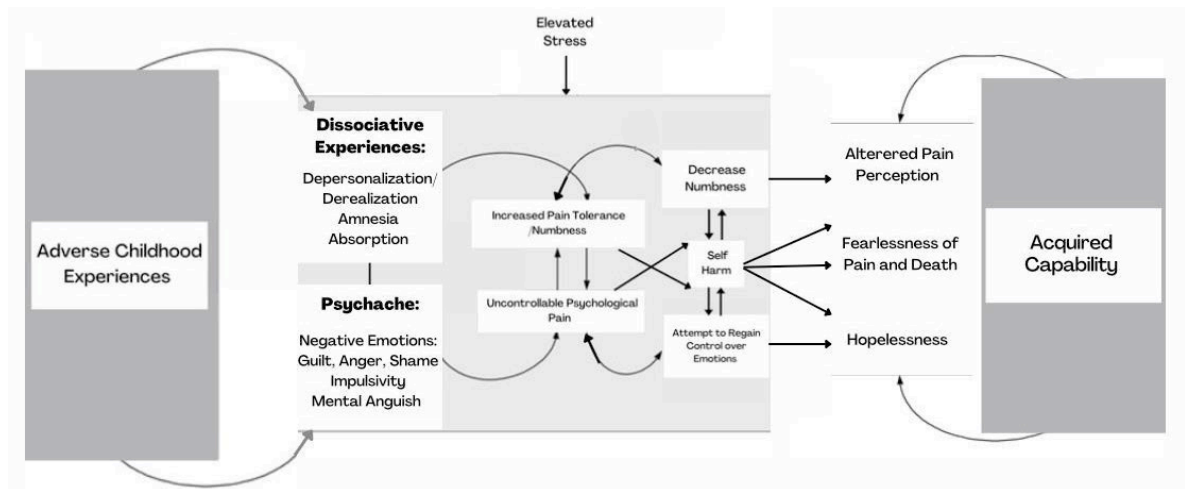 Elevated
Stress
Adverse Childhood
Experiences
Dissociative
Experiences:
Depersonalization/
Derealization
Amnesia
Absorption
Psychache:
Negative Emotions:
Guilt, Anger, Shame
Impulsivity
Mental Anguish
Increased Pain Tolerance
/Numbness
Uncontrollable Psychological
Pain
Decrease
Numbness
Self
Harm
Attempt to Regain
Control over
Emotions
Alterered Pain
Perception
Fearlessness of
Pain and Death
Hopelessness
Acquired
Capability